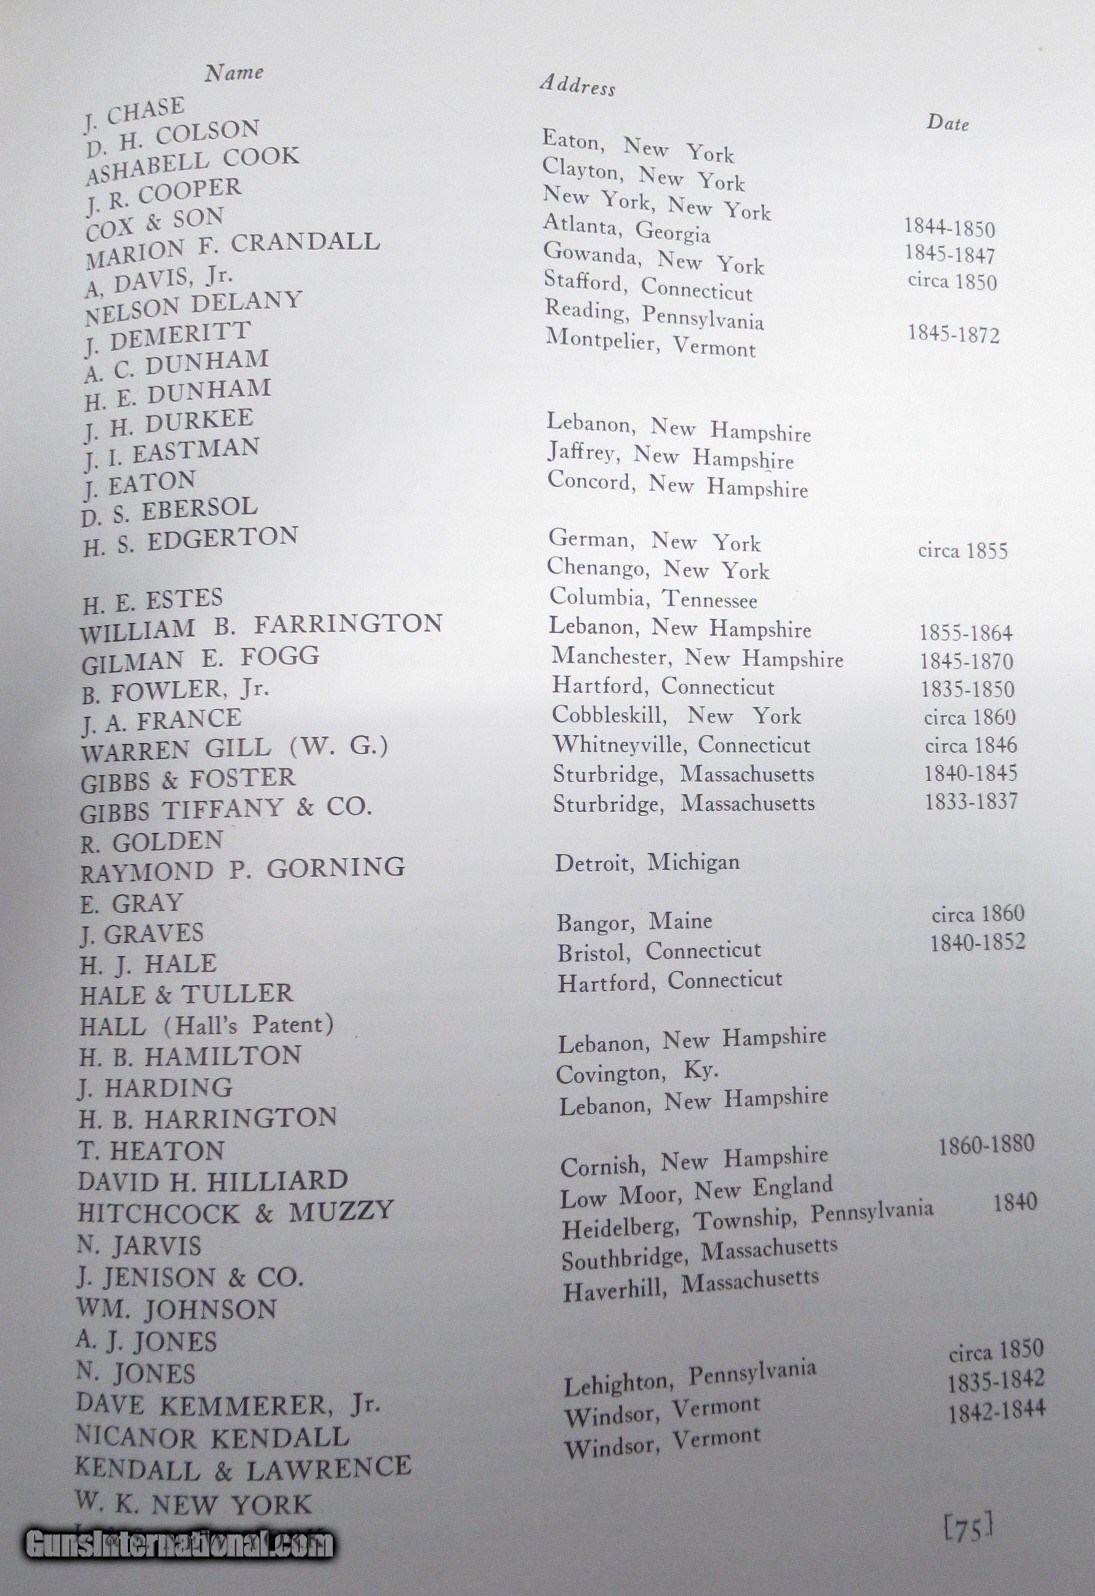 Name Address Date
J. CHASE
D. H. COLSON Eaton, New York
ASHABELL COOK Clayton, New York
J. R. COOPER New York, New York 1844-1850
COX & SON Atlanta, Georgia 1845-1847
MARION F. CRANDALL Gowanda, New York circa 1850
A, DAVIS, Jr. Stafford, Connecticut
NELSON DELANY Reading, Pennsylvania 1845-1872
J. DEMERITT Montpelier, Vermont
A. C. DUNHAM
H. E. DUNHAM
J. H. DURKEE Lebanon, New Hampshire
J. I. EASTMAN Jaffrey, New Hampshire
J. EATON Concord, New Hampshire
D. S. EBERSOL
H. S. EDGERTON German, New York circa 1855
Chenango, New York
H. E. ESTES Columbia, Tennessee
WILLIAM B. FARRINGTON Lebanon, New Hampshire 1855-1864
GILMAN E. FOGG Manchester, New Hampshire 1845-1870
B. FOWLER, Jr. Hartford, Connecticut 1835-1850
J. A. FRANCE Cobbleskill, New York circa 1860
WARREN GILL (W. G.) Whitneyville, Connecticut circa 1846
GIBBS & FOSTER Sturbridge, Massachusetts 1840-1845
GIBBS TIFFANY & CO. Sturbridge, Massachusetts 1833-1837
R. GOLDEN
RAYMOND P. GORNING Detroit, Michigan
E. GRAY
J. GRAVES Bangor, Maine circa 1860
H. J. HALE Bristol, Connecticut 1840-1852
HALE & TULLER Hartford, Connecticut
HALL (Hall's Patent)
H. B. HAMILTON Lebanon, New Hampshire
J. HARDING Covington, Ky.
H. B. HARRINGTON Lebanon, New Hampshire
T. HEATON
DAVID H. HILLIARD Cornish, New Hampshire 1860-1880
HITCHCOCK & MUZZY Low Moor, New England
N. JARVIS Heidelberg, Township, Pennsylvania 1840
J. JENISON & CO. Southbridge, Massachusetts
WM. JOHNSON Haverhill, Massachusetts
A. J. JONES
N. JONES
DAVE KEMMERER, Jr. Lehighton, Pennsylvania circa 1850
NICANOR KENDALL Windsor, Vermont 1835-1842
KENDALL & LAWRENCE Windsor, Vermont 1842-1844
W. K. NEW YORK
[75]
GunsInternational.com